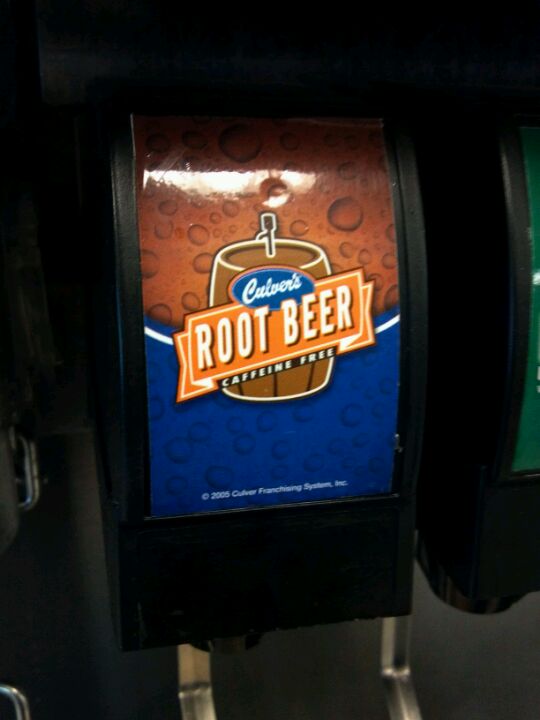 Culver's
ROOT BEER
CAFFEINE FREE
© 2005 Culver Franchising System, Inc.